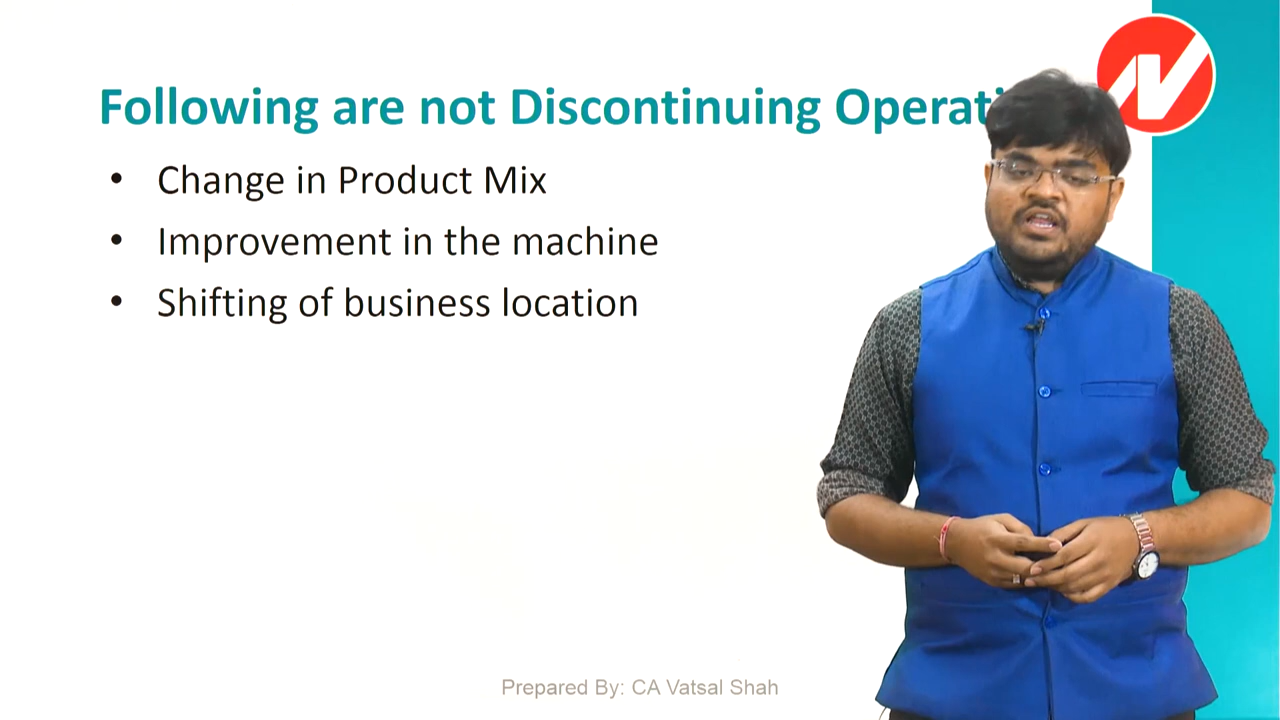 Following are not Discontinuing Operati
• Change in Product Mix
• Improvement in the machine
• Shifting of business location
Prepared By: CA Vatsal Shah